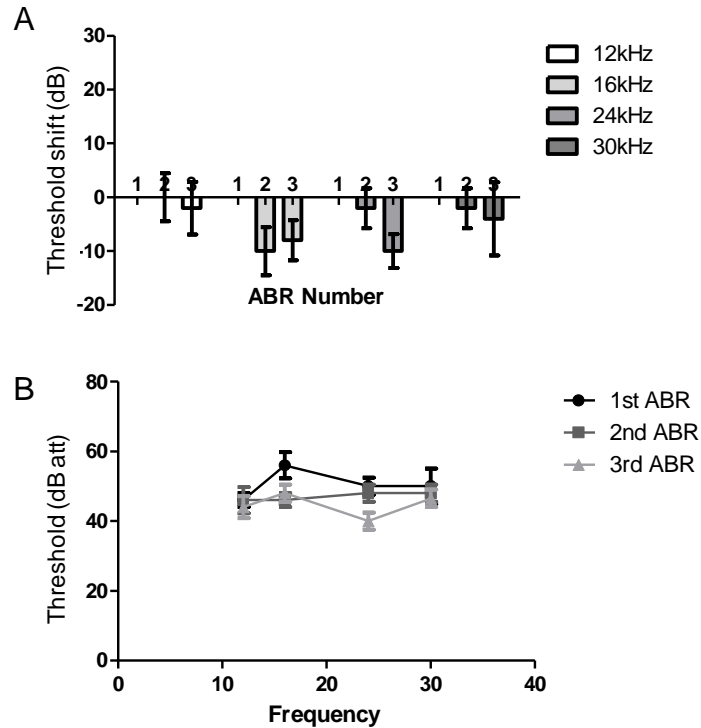 A
Threshold shift (dB)
30
20
10
0
-10
-20
1 2 3 1 2 3 1 2 3 1 2 3
ABR Number
12kHz
16kHz
24kHz
30kHz
B
Threshold (dB att)
80
60
40
20
0
0 10 20 30 40
Frequency
1st ABR
2nd ABR
3rd ABR